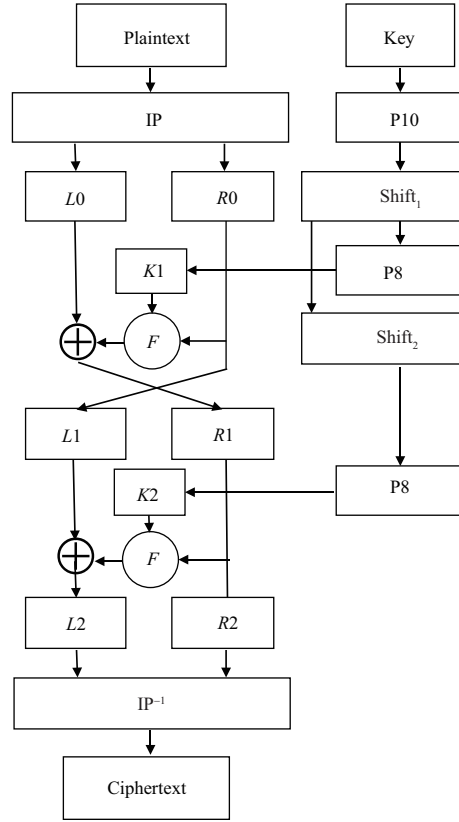 Plaintext
Key
IP
P10
L0
R0
Shift₁
K1
P8
F
Shift₂
L1
R1
K2
P8
F
L2
R2
IP⁻¹
Ciphertext